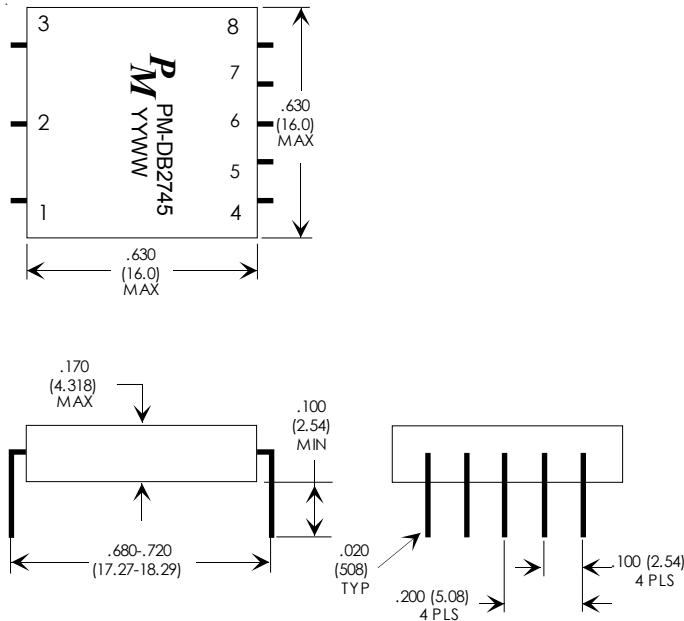 3
8
7
2
6
5
1
4
PM
PM-DB2745
YYWW
.630
(16.0)
MAX
.630
(16.0)
MAX
.170
(4.318)
MAX
.100
(2.54)
MIN
.680-.720
(17.27-18.29)
.020
(508)
TYP
.100 (2.54)
4 PLS
.200 (5.08)
4 PLS